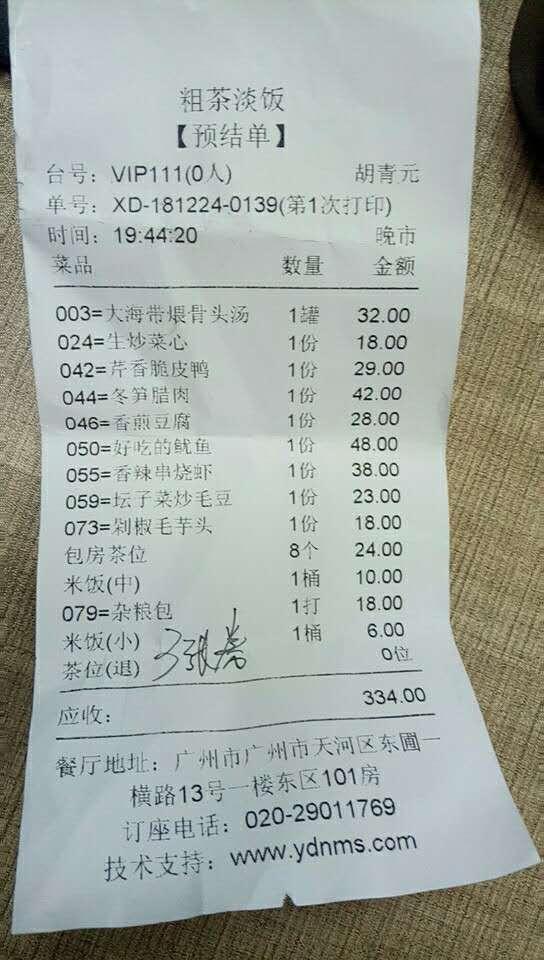 粗茶淡饭
【预结单】
台号: VIP111(0人) 胡青元
单号: XD-181224-0139(第1次打印)
时间: 19:44:20 晚市
菜品 数量 金额
003=大海带煨骨头汤 1罐 32.00
024=生炒菜心 1份 18.00
042=芹香脆皮鸭 1份 29.00
044=冬笋腊肉 1份 42.00
046=香煎豆腐 1份 28.00
050=好吃的鱿鱼 1份 48.00
055=香辣串烧虾 1份 38.00
059=坛子菜炒毛豆 1份 23.00
073=剁椒毛芋头 1份 18.00
包房茶位 8个 24.00
米饭(中) 1桶 10.00
079=杂粮包 1打 18.00
米饭(小) 1桶 6.00
茶位(退) 0位
应收: 334.00
餐厅地址: 广州市广州市天河区东圃一
横路13号一楼东区101房
订座电话: 020-29011769
技术支持: www.ydnms.com